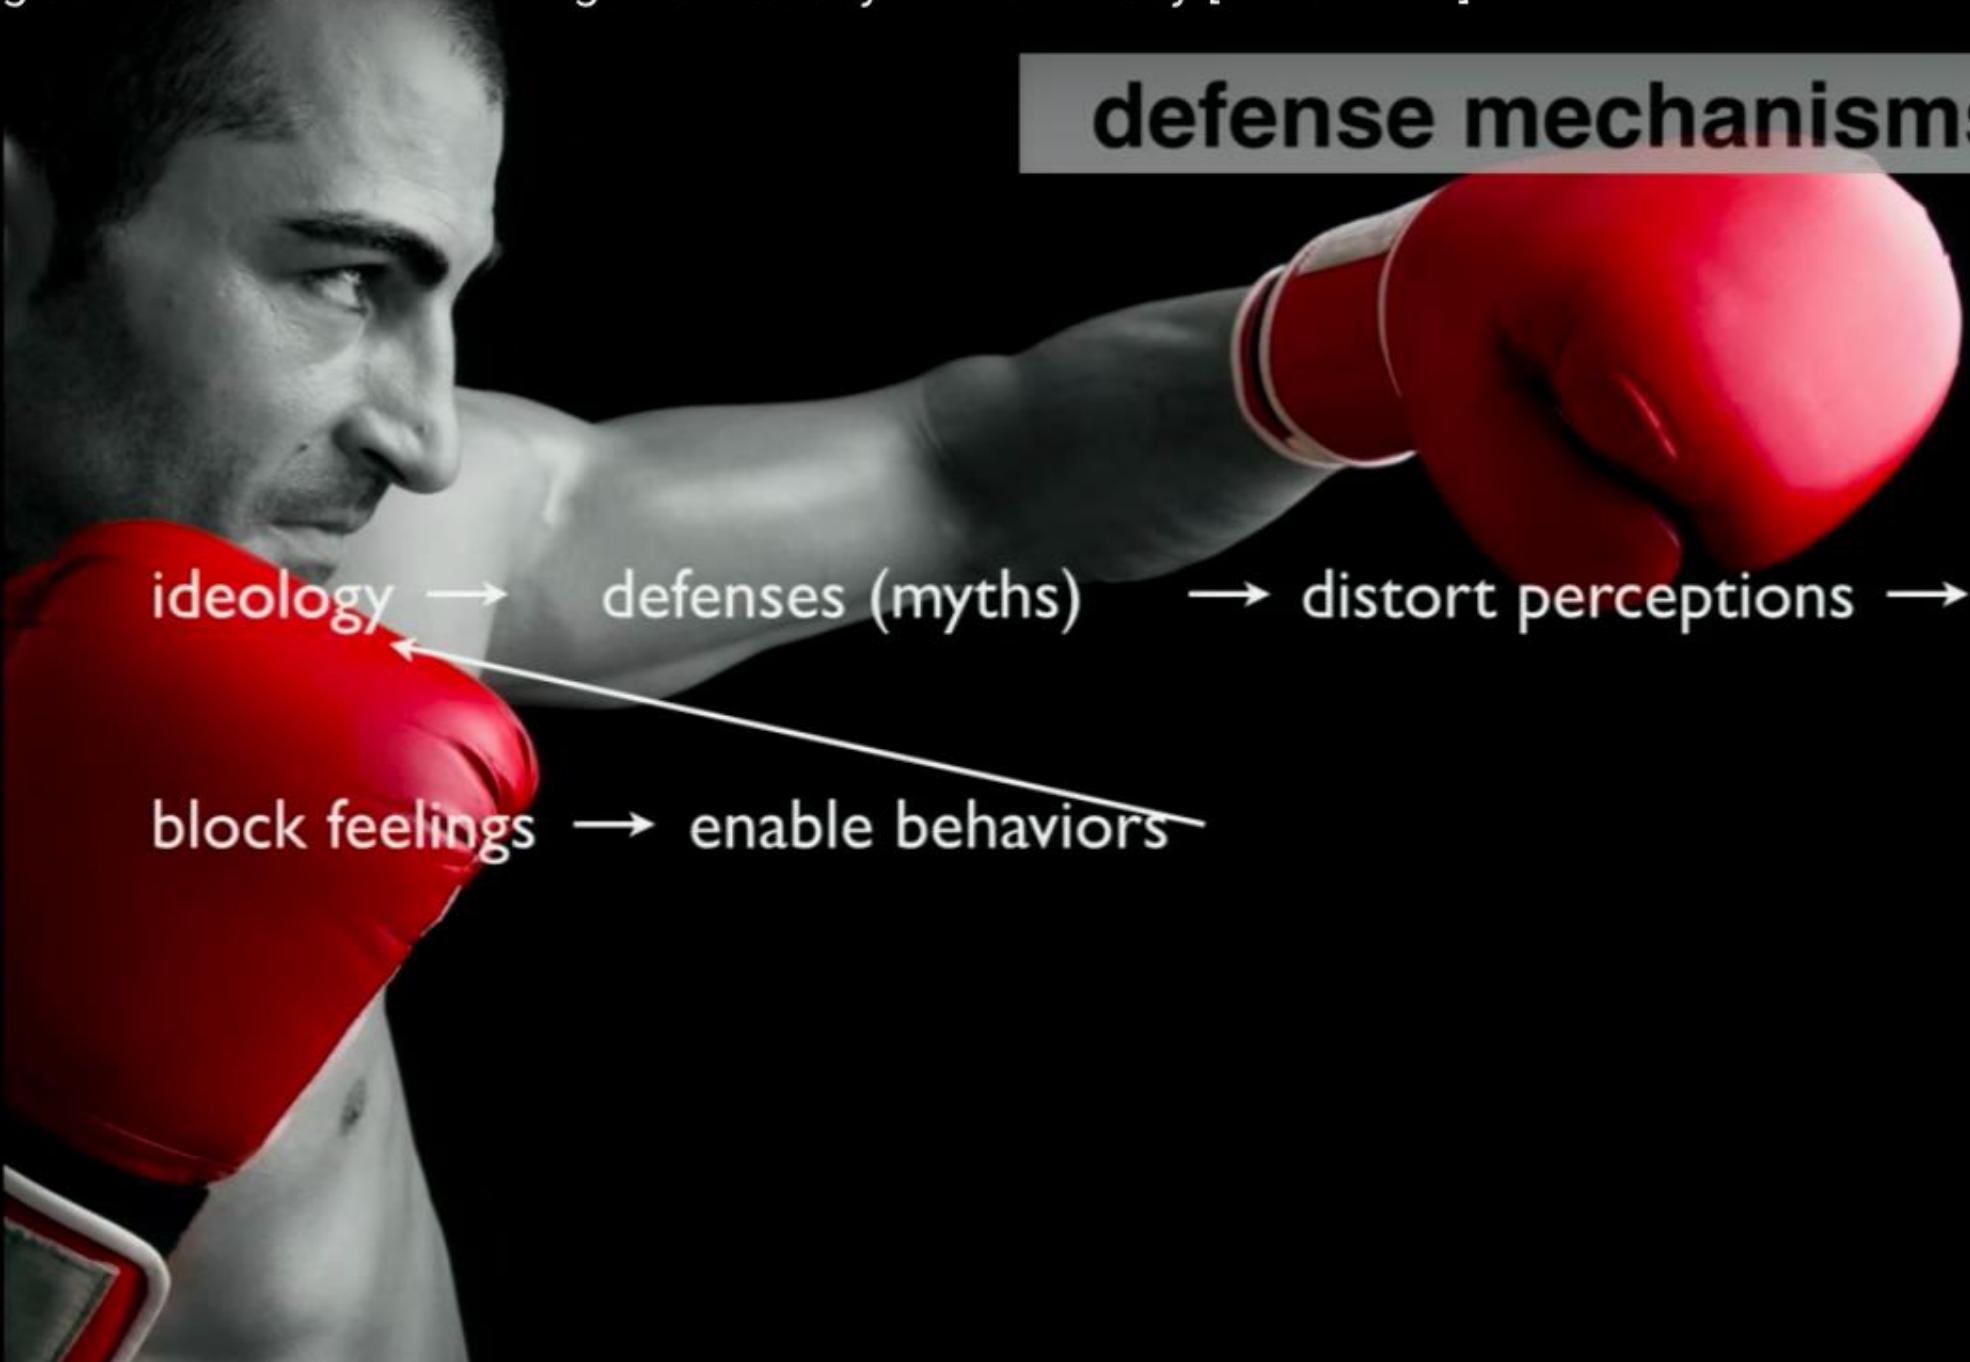 defense mechanisms
ideology → defenses (myths) → distort perceptions →
block feelings → enable behaviors